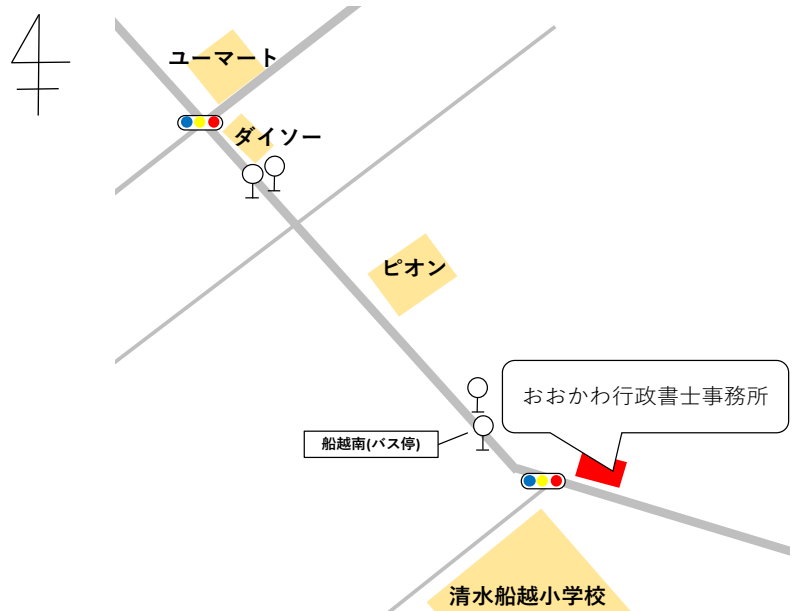 ユーマート
ダイソー
ピオン
おおかわ行政書士事務所
船越南(バス停)
清水船越小学校